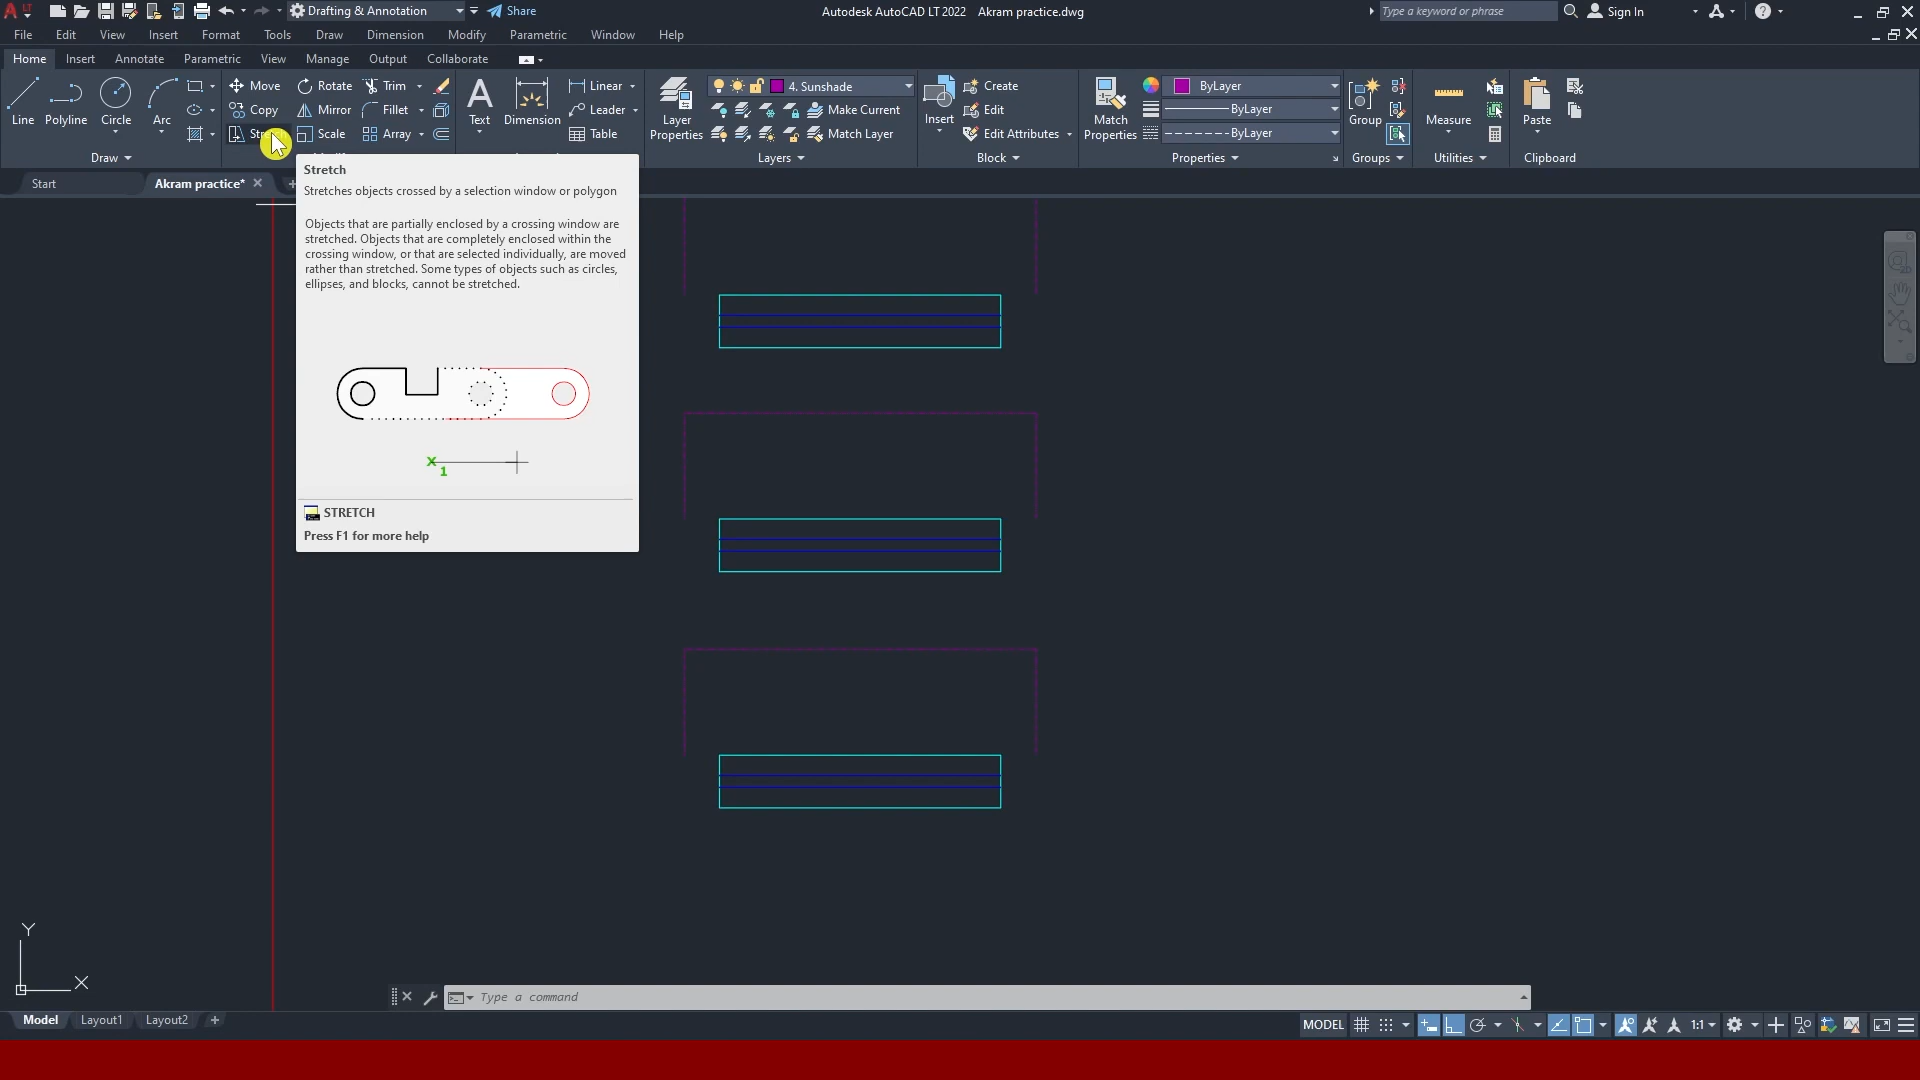 LT
Drafting & Annotation
Share
Autodesk AutoCAD LT 2022 Akram practice.dwg
Type a keyword or phrase
Sign In
File Edit View Insert Format Tools Draw Dimension Modify Parametric Window Help
Home Insert Annotate Parametric View Manage Output Collaborate
Move Rotate Trim Linear 4. Sunshade Create ByLayer
Copy Mirror Fillet Leader Make Current Edit ByLayer
Scale Array Table Match Layer Edit Attributes ByLayer
Line Polyline Circle Arc Text Dimension Layer Properties Insert Match Properties Group Measure Paste
Draw Layers Block Properties Groups Utilities Clipboard
Start Akram practice*
Stretch
Stretches objects crossed by a selection window or polygon
Objects that are partially enclosed by a crossing window are
stretched. Objects that are completely enclosed within the
crossing window, or that are selected individually, are moved
rather than stretched. Some types of objects such as circles,
ellipses, and blocks, cannot be stretched.
1
STRETCH
Press F1 for more help
Y
X
Type a command
Model Layout1 Layout2
MODEL 1:1